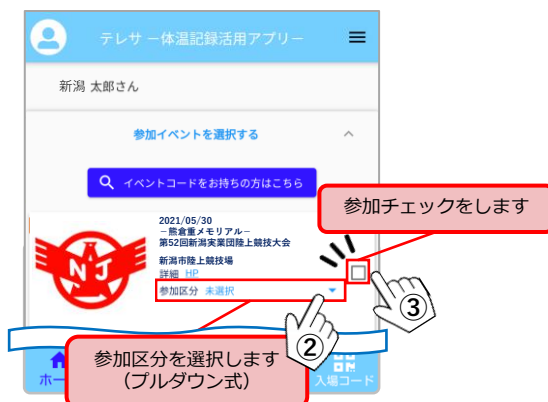 テレサ －体温記録活用アプリ－
新潟 太郎さん
参加イベントを選択する
イベントコードをお持ちの方はこちら
2021/05/30
－熊倉重メモリアル－
第52回新潟実業団陸上競技大会
新潟市陸上競技場
詳細 HP
参加区分 未選択
NJ
参加チェックをします
③
②
参加区分を選択します
（プルダウン式）
ホー
入場コード